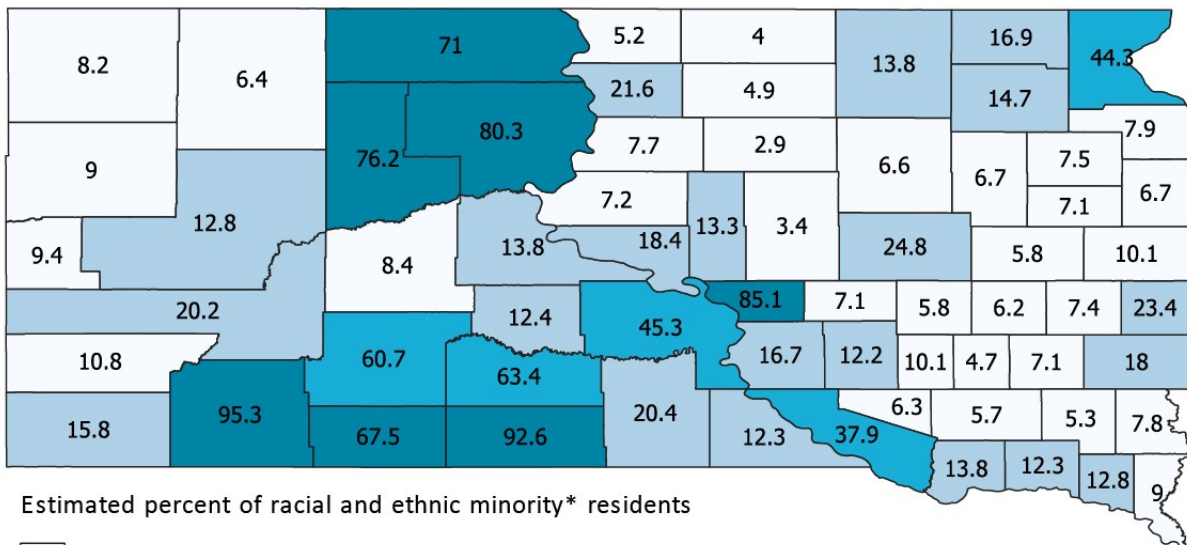 5.2 4 16.9
71 44.3
8.2 6.4 13.8
21.6 4.9 14.7
80.3 7.9
76.2 7.7 2.9 7.5
9 6.6 6.7 6.7
7.2 7.1
12.8 13.3 3.4
13.8 18.4 24.8
9.4 8.4 5.8 10.1
85.1 7.1 5.8 6.2 7.4 23.4
20.2 12.4 45.3
10.8 60.7 16.7 12.2 10.1 4.7 7.1 18
63.4
95.3 6.3 5.7 5.3 7.8
15.8 67.5 92.6 20.4 12.3 37.9
13.8 12.3 12.8 9
Estimated percent of racial and ethnic minority* residents